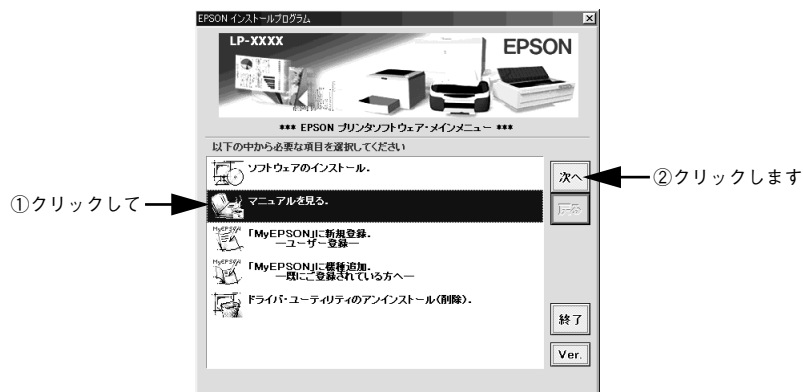 EPSON インストールプログラム
LP-XXXX
EPSON
*** EPSON プリンタソフトウェア・メインメニュー ***
以下の中から必要な項目を選択してください
ソフトウェアのインストール.
次へ
②クリックします
①クリックして
マニュアルを見る.
戻る
MyEPSON
「MyEPSON」に新規登録.
―ユーザー登録―
MyEPSON
「MyEPSON」に機種追加.
―既にご登録されている方へ―
ドライバ・ユーティリティのアンインストール(削除).
終了
Ver.